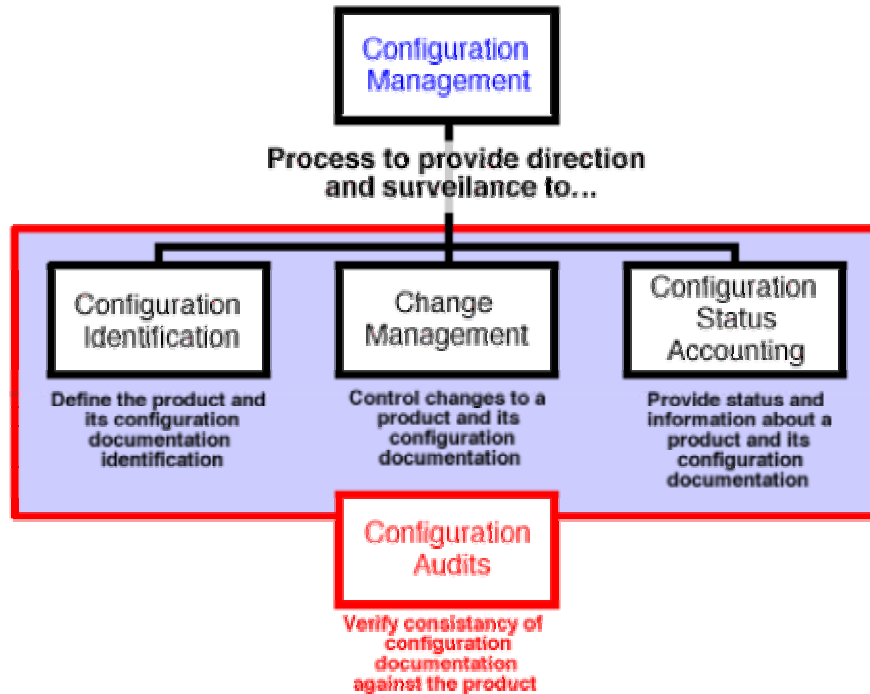 Configuration
Management
Process to provide direction
and surveilance to...
Configuration
Identification
Define the product and
its configuration
documentation
identification
Change
Management
Control changes to a
product and its
configuration
documentation
Configuration
Status
Accounting
Provide status and
information about a
product and its
configuration
documentation
Configuration
Audits
Verify consistancy of
configuration
documentation
against the product